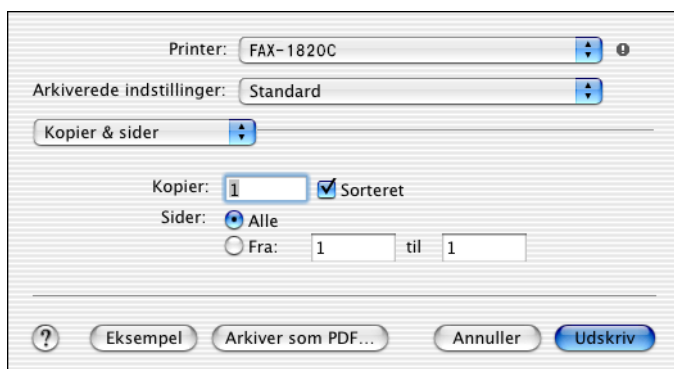 Printer: FAX-1820C
Arkiverede indstillinger: Standard
Kopier & sider
Kopier: 1 Sorteret
Sider: Alle
Fra: 1 til 1
? Eksempel Arkiver som PDF... Annuller Udskriv